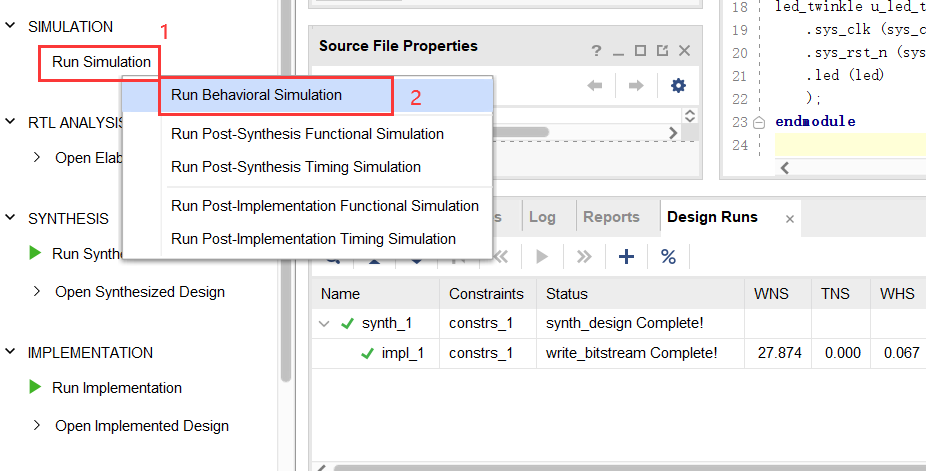 SIMULATION
1
Run Simulation
Run Behavioral Simulation
2
Run Post-Synthesis Functional Simulation
Run Post-Synthesis Timing Simulation
Run Post-Implementation Functional Simulation
Run Post-Implementation Timing Simulation
RTL ANALYSIS
Open Elab
SYNTHESIS
Run Synthe
Open Synthesized Design
IMPLEMENTATION
Run Implementation
Open Implemented Design
Source File Properties
?
18 led_twinkle u_led_t
19 .sys_clk (sys_c
20 .sys_rst_n (sys
21 .led (led)
22 );
23 endmodule
24
s Log Reports Design Runs
%
Name Constraints Status WNS TNS WHS
synth_1 constrs_1 synth_design Complete!
impl_1 constrs_1 write_bitstream Complete! 27.874 0.000 0.067